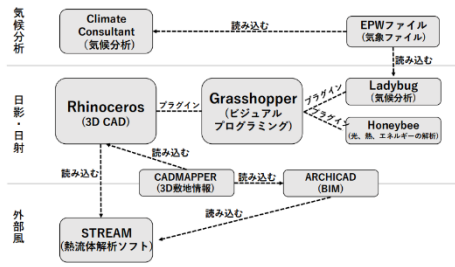 気候分析
Climate
Consultant
(気候分析)
読み込む
EPWファイル
(気象ファイル)
読み込む
日影・日射
Rhinoceros
(3D CAD)
プラグイン
Grasshopper
(ビジュアル
プログラミング)
プラグイン
プラグイン
Ladybug
(気候分析)
Honeybee
(光、熱、エネルギーの解析)
読み込む
読み込む
CADMAPPER
(3D敷地情報)
読み込む
ARCHICAD
(BIM)
外部風
読み込む
STREAM
(熱流体解析ソフト)